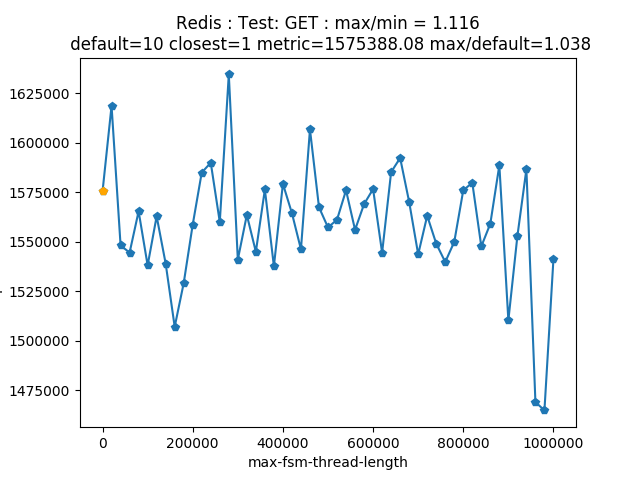 Redis : Test: GET : max/min = 1.116
default=10 closest=1 metric=1575388.08 max/default=1.038
1625000
1600000
1575000
1550000
1525000
1500000
1475000
0 200000 400000 600000 800000 1000000
max-fsm-thread-length